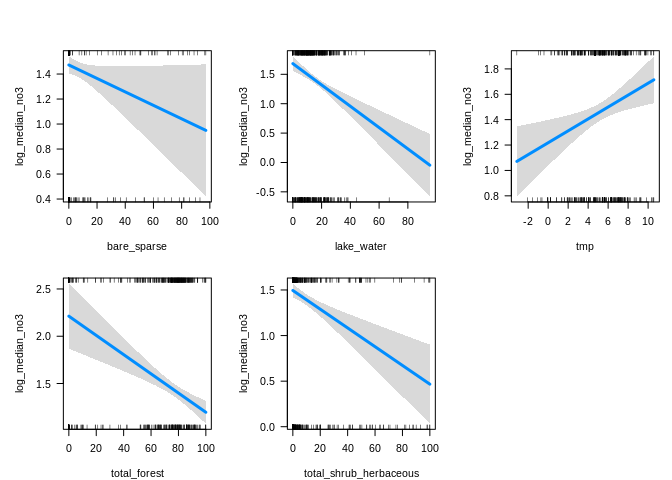 log_median_no3
1.4
1.2
1.0
0.8
0.6
0.4
0 20 40 60 80 100
bare_sparse
log_median_no3
1.5
1.0
0.5
0.0
-0.5
0 20 40 60 80
lake_water
log_median_no3
1.8
1.6
1.4
1.2
1.0
0.8
-2 0 2 4 6 8 10
tmp
log_median_no3
2.5
2.0
1.5
0 20 40 60 80 100
total_forest
log_median_no3
1.5
1.0
0.5
0.0
0 20 40 60 80 100
total_shrub_herbaceous